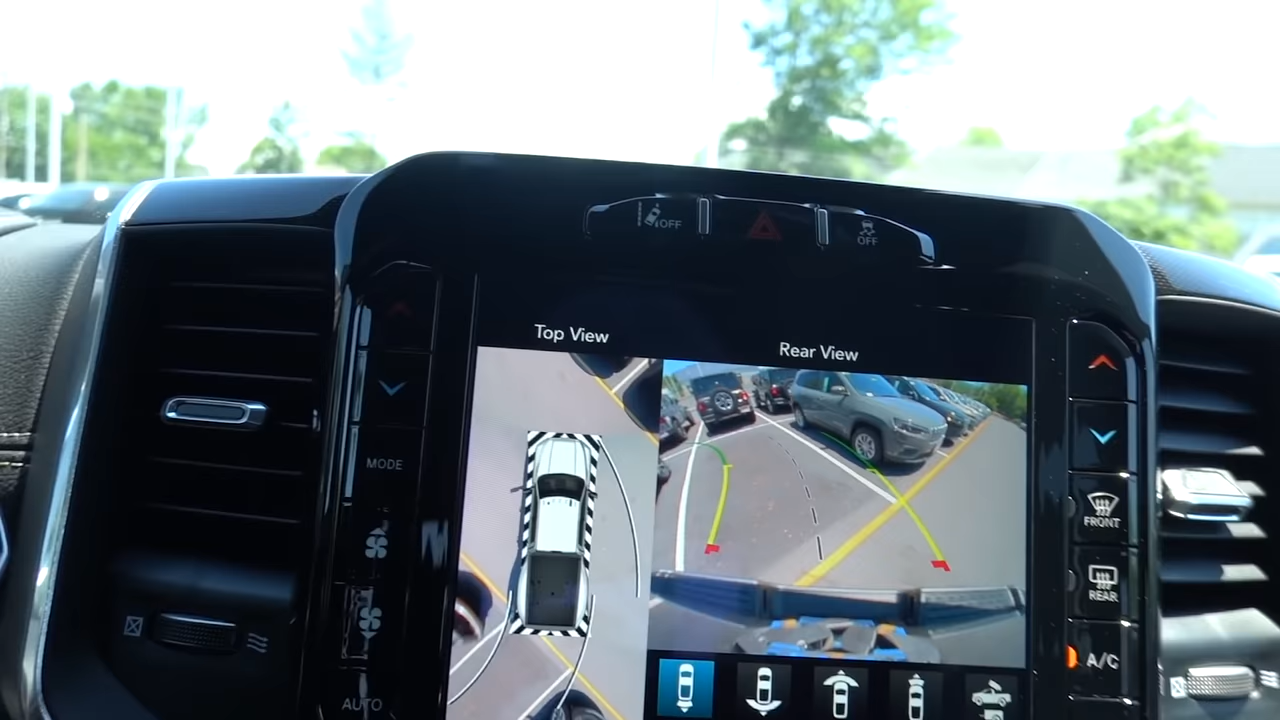 OFF
OFF
Top View
Rear View
MODE
FRONT
REAR
A/C
AUTO